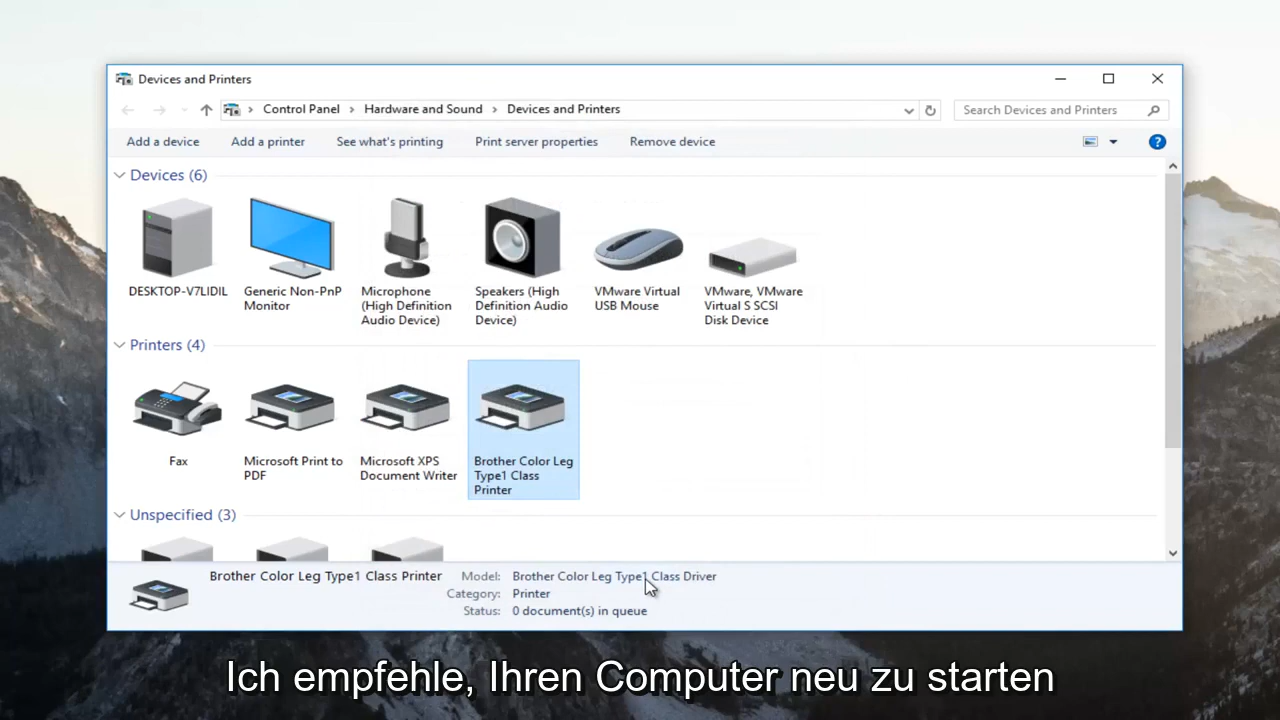 Devices and Printers
Control Panel > Hardware and Sound > Devices and Printers
Search Devices and Printers
Add a device
Add a printer
See what's printing
Print server properties
Remove device
?
Devices (6)
DESKTOP-V7LIDIL
Generic Non-PnP
Monitor
Microphone
(High Definition
Audio Device)
Speakers (High
Definition Audio
Device)
VMware Virtual
USB Mouse
VMware, VMware
Virtual S SCSI
Disk Device
Printers (4)
Fax
Microsoft Print to
PDF
Microsoft XPS
Document Writer
Brother Color Leg
Type1 Class
Printer
Unspecified (3)
Brother Color Leg Type1 Class Printer
Model: Brother Color Leg Type1 Class Driver
Category: Printer
Status: 0 document(s) in queue
Ich empfehle, Ihren Computer neu zu starten